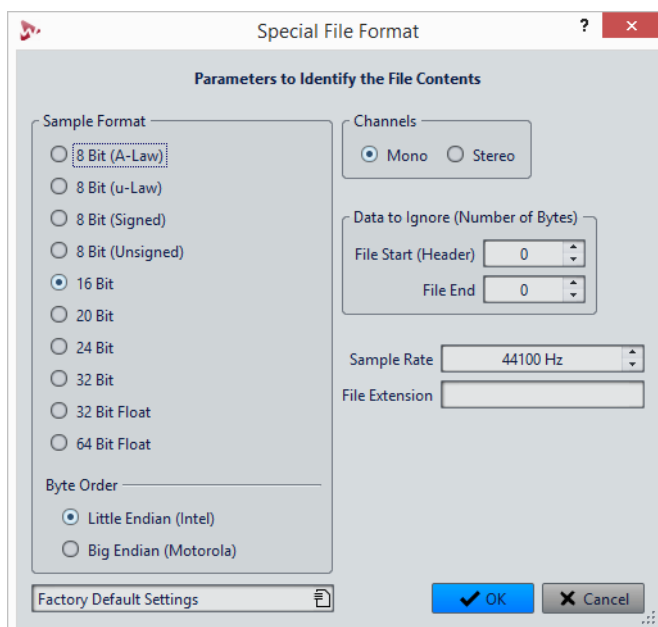 Special File Format
?
Parameters to Identify the File Contents
Sample Format
8 Bit (A-Law)
8 Bit (u-Law)
8 Bit (Signed)
8 Bit (Unsigned)
16 Bit
20 Bit
24 Bit
32 Bit
32 Bit Float
64 Bit Float
Byte Order
Little Endian (Intel)
Big Endian (Motorola)
Channels
Mono Stereo
Data to Ignore (Number of Bytes)
File Start (Header) 0
File End 0
Sample Rate 44100 Hz
File Extension
Factory Default Settings
OK Cancel